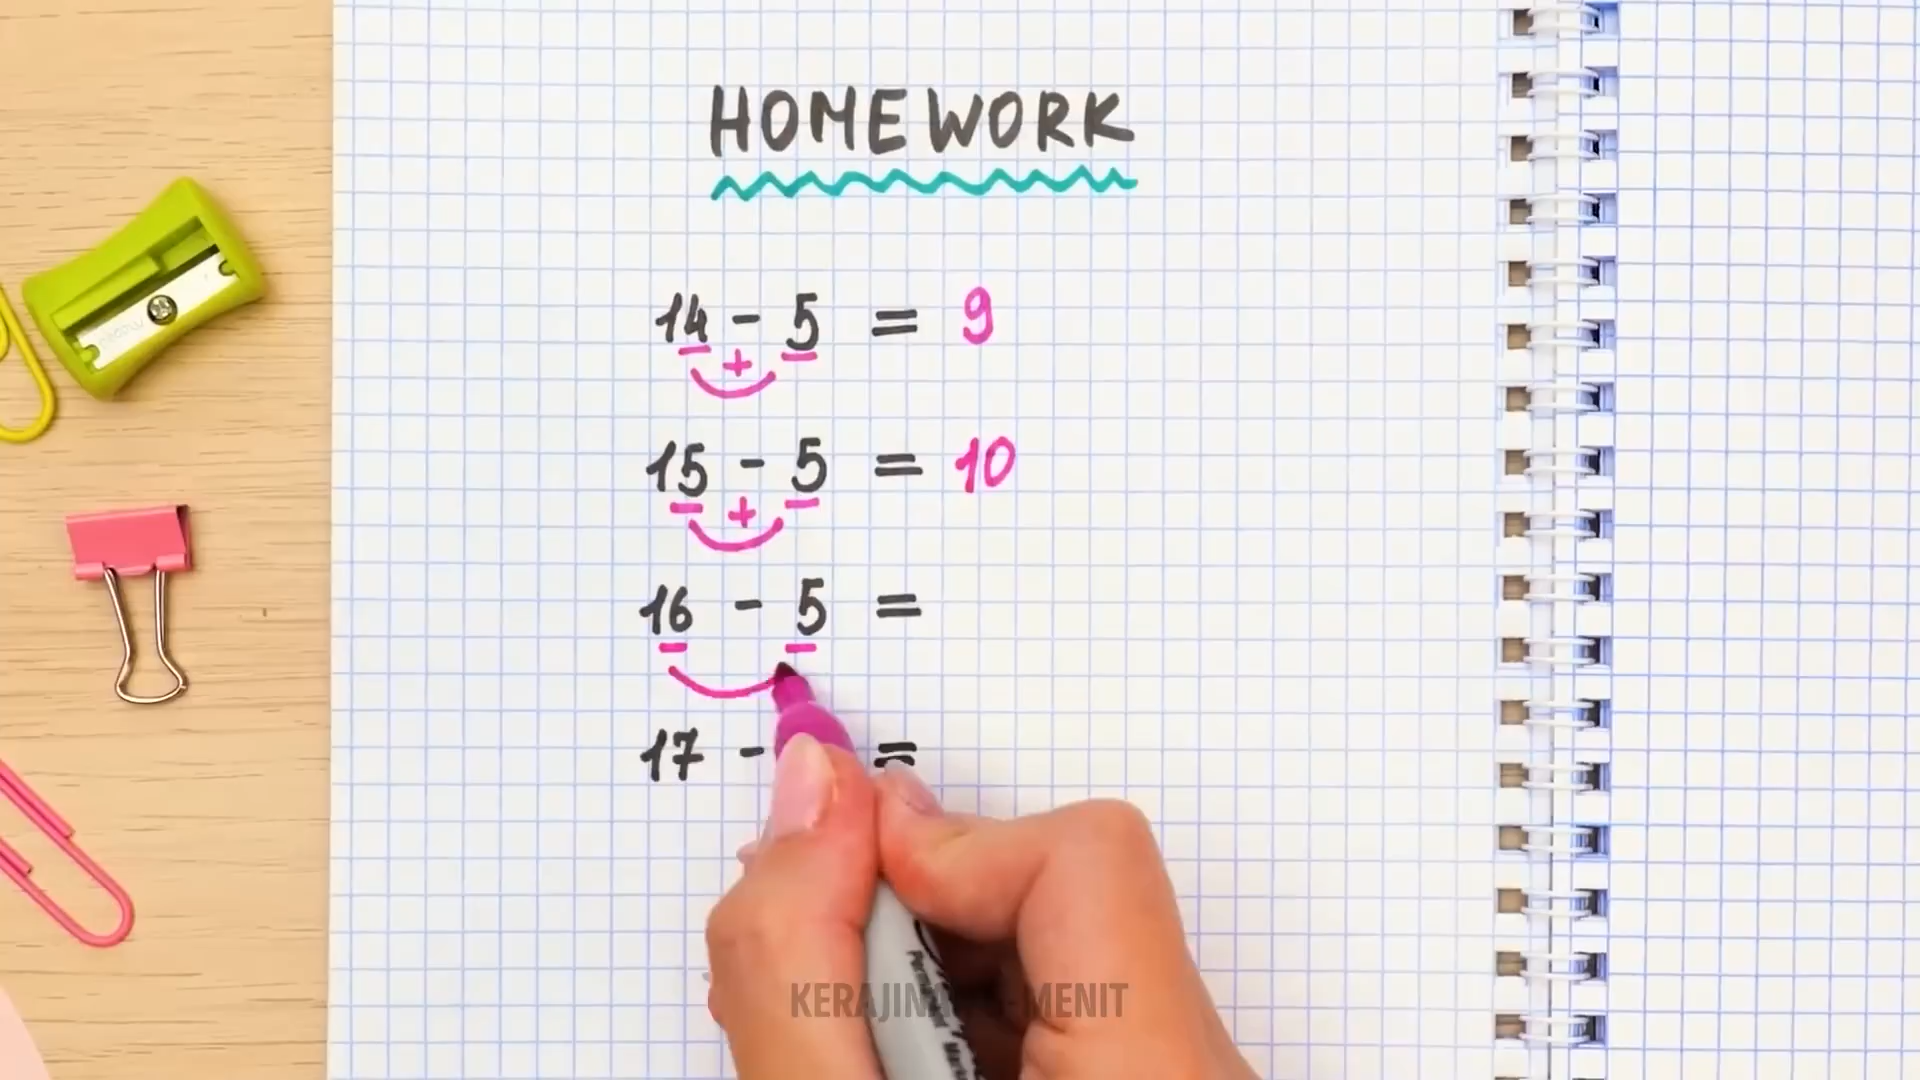 HOMEWORK
14 - 5 = 9
+
15 - 5 = 10
+
16 - 5 =
17 - =